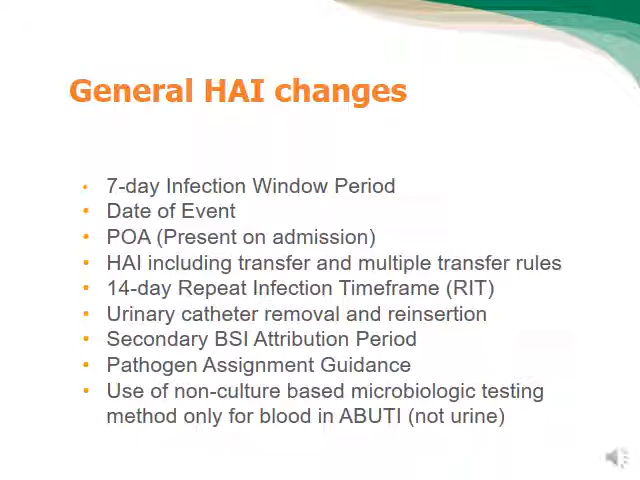 General HAI changes
• 7-day Infection Window Period
• Date of Event
• POA (Present on admission)
• HAI including transfer and multiple transfer rules
• 14-day Repeat Infection Timeframe (RIT)
• Urinary catheter removal and reinsertion
• Secondary BSI Attribution Period
• Pathogen Assignment Guidance
• Use of non-culture based microbiologic testing
method only for blood in ABUTI (not urine)